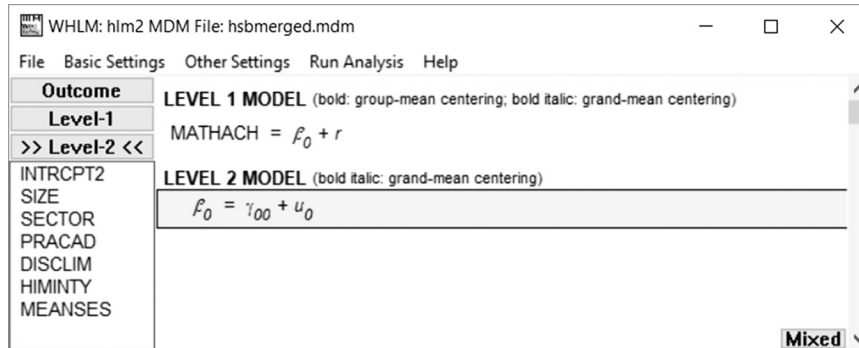 WHLM: hlm2 MDM File: hsbmerged.mdm
File Basic Settings Other Settings Run Analysis Help
Outcome
Level-1
>> Level-2 <<
INTRCPT2
SIZE
SECTOR
PRACAD
DISCLIM
HIMINTY
MEANSES
LEVEL 1 MODEL (bold: group-mean centering; bold italic: grand-mean centering)
MATHACH = β₀ + r
LEVEL 2 MODEL (bold italic: grand-mean centering)
β₀ = γ₀₀ + u₀
Mixed